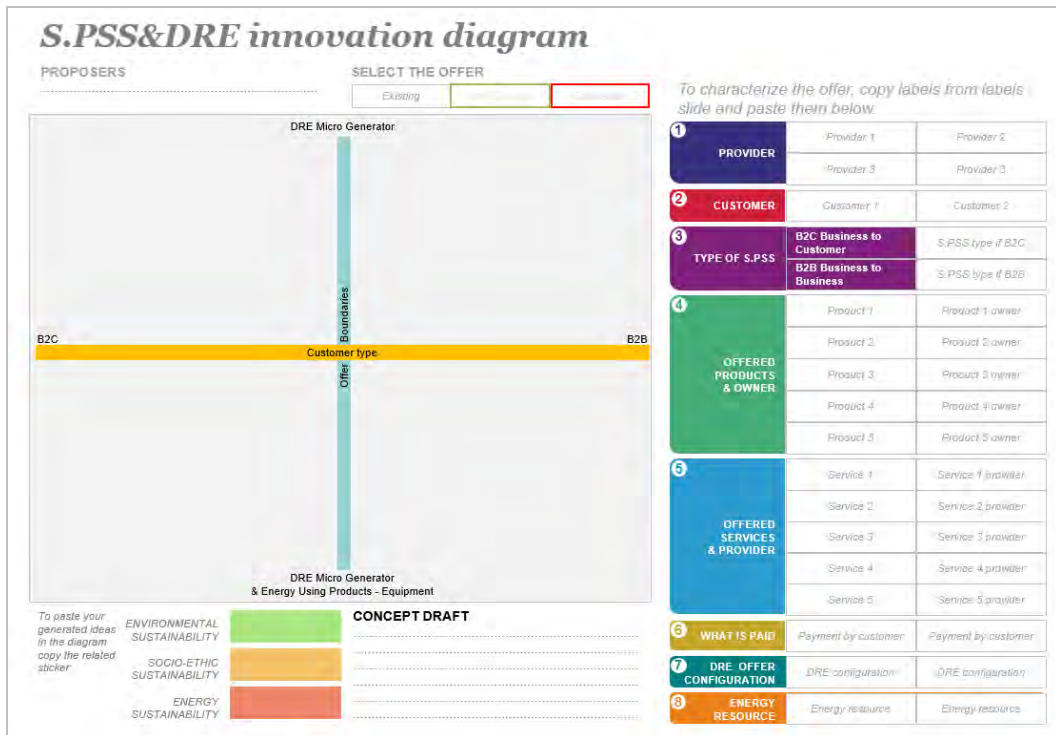 S.PSS&DRE innovation diagram
PROPOSERS
SELECT THE OFFER
Existing
To characterize the offer, copy labels from labels
slide and paste them below.
DRE Micro Generator
Boundaries
B2C
B2B
Customer type
Offer
DRE Micro Generator
& Energy Using Products - Equipment
1
PROVIDER
Provider 1
Provider 2
Provider 3
Provider 3
2
CUSTOMER
Customer 1
Customer 2
3
TYPE OF S.PSS
B2C Business to
Customer
S.PSS type if B2C
B2B Business to
Business
S.PSS type if B2B
4
OFFERED
PRODUCTS
& OWNER
Product 1
Product 1 owner
Product 2
Product 2 owner
Product 3
Product 3 owner
Product 4
Product 4 owner
Product 5
Product 5 owner
5
OFFERED
SERVICES
& PROVIDER
Service 1
Service 1 provider
Service 2
Service 2 provider
Service 3
Service 3 provider
Service 4
Service 4 provider
Service 5
Service 5 provider
6
WHAT IS PAID
Payment by customer
Payment by customer
7
DRE OFFER
CONFIGURATION
DRE configuration
DRE configuration
8
ENERGY
RESOURCE
Energy resource
Energy resource
To paste your
generated ideas
in the diagram
copy the related
sticker
ENVIRONMENTAL
SUSTAINABILITY
SOCIO-ETHIC
SUSTAINABILITY
ENERGY
SUSTAINABILITY
CONCEPT DRAFT